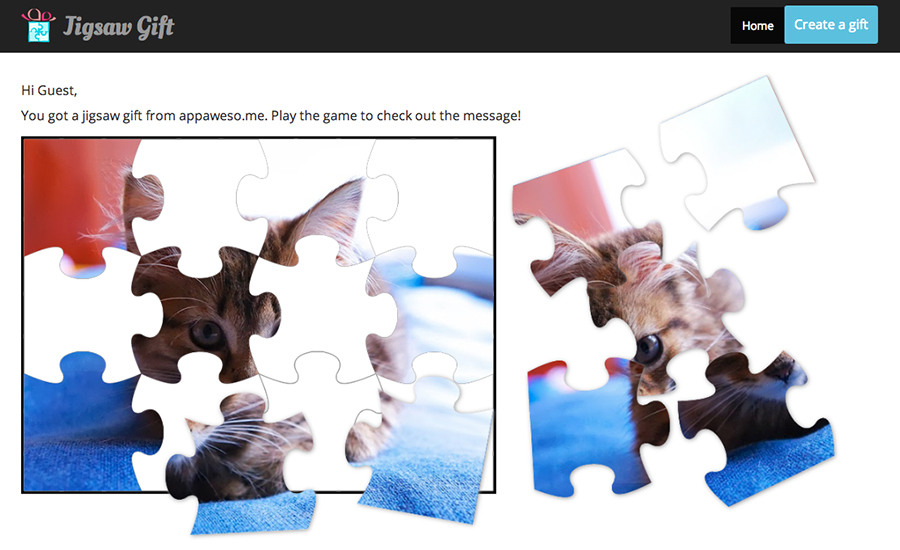 Jigsaw Gift
Home
Create a gift
Hi Guest,
You got a jigsaw gift from appaweso.me. Play the game to check out the message!